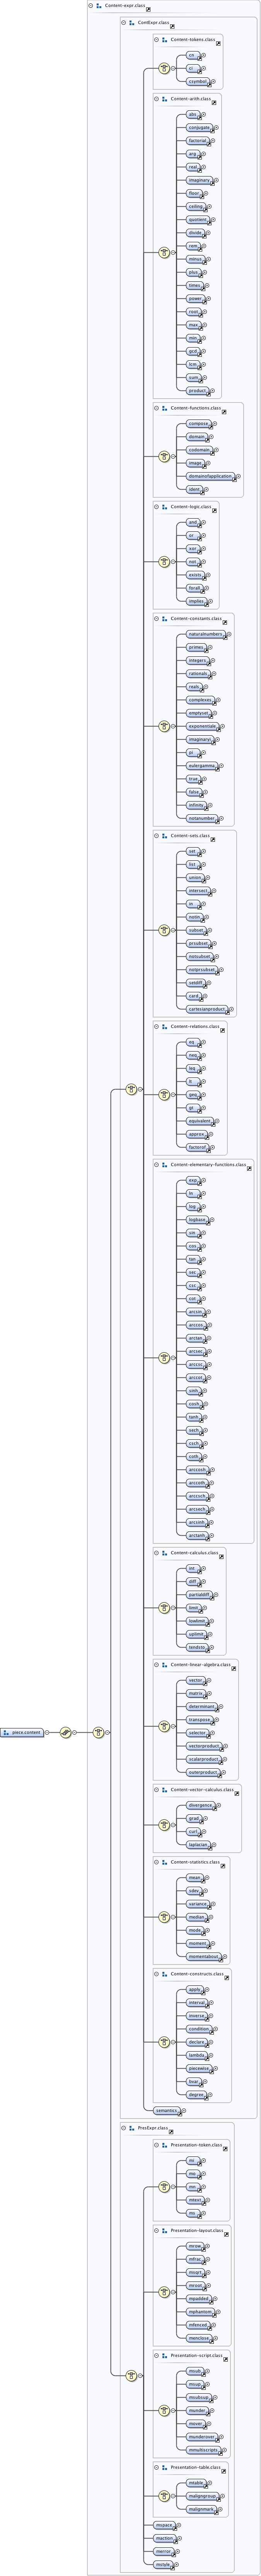 Content-expr.class
ContExpr.class
Content-tokens.class
cn
ci
csymbol
Content-arith.class
abs
conjugate
factorial
arg
real
imaginary
floor
ceiling
quotient
divide
rem
minus
plus
times
power
root
max
min
gcd
lcm
sum
product
Content-functions.class
compose
domain
codomain
image
domainofapplication
ident
Content-logic.class
and
or
xor
not
exists
forall
implies
Content-constants.class
naturalnumbers
primes
integers
rationals
reals
complexes
emptyset
exponentiale
imaginaryi
pi
eulergamma
true
false
infinity
notanumber
Content-sets.class
set
list
union
intersect
in
notin
subset
prsubset
notsubset
notprsubset
setdiff
card
cartesianproduct
Content-relations.class
eq
neq
leq
lt
geq
gt
equivalent
approx
factorof
Content-elementary-functions.class
exp
ln
log
logbase
sin
cos
tan
sec
csc
cot
arcsin
arccos
arctan
arcsec
arccsc
arccot
sinh
cosh
tanh
sech
csch
coth
arccosh
arccoth
arccsch
arcsech
arcsinh
arctanh
Content-calculus.class
int
diff
partialdiff
limit
lowlimit
uplimit
tendsto
Content-linear-algebra.class
vector
matrix
determinant
transpose
selector
vectorproduct
scalarproduct
outerproduct
piece.content
Content-vector-calculus.class
divergence
grad
curl
laplacian
Content-statistics.class
mean
sdev
variance
median
mode
moment
momentabout
Content-constructs.class
apply
interval
inverse
condition
declare
lambda
piecewise
bvar
degree
semantics
PresExpr.class
Presentation-token.class
mi
mo
mn
mtext
ms
Presentation-layout.class
mrow
mfrac
msqrt
mroot
mpadded
mphantom
mfenced
menclose
Presentation-script.class
msub
msup
msubsup
munder
mover
munderover
mmultiscripts
Presentation-table.class
mtable
maligngroup
malignmark
mspace
maction
merror
mstyle